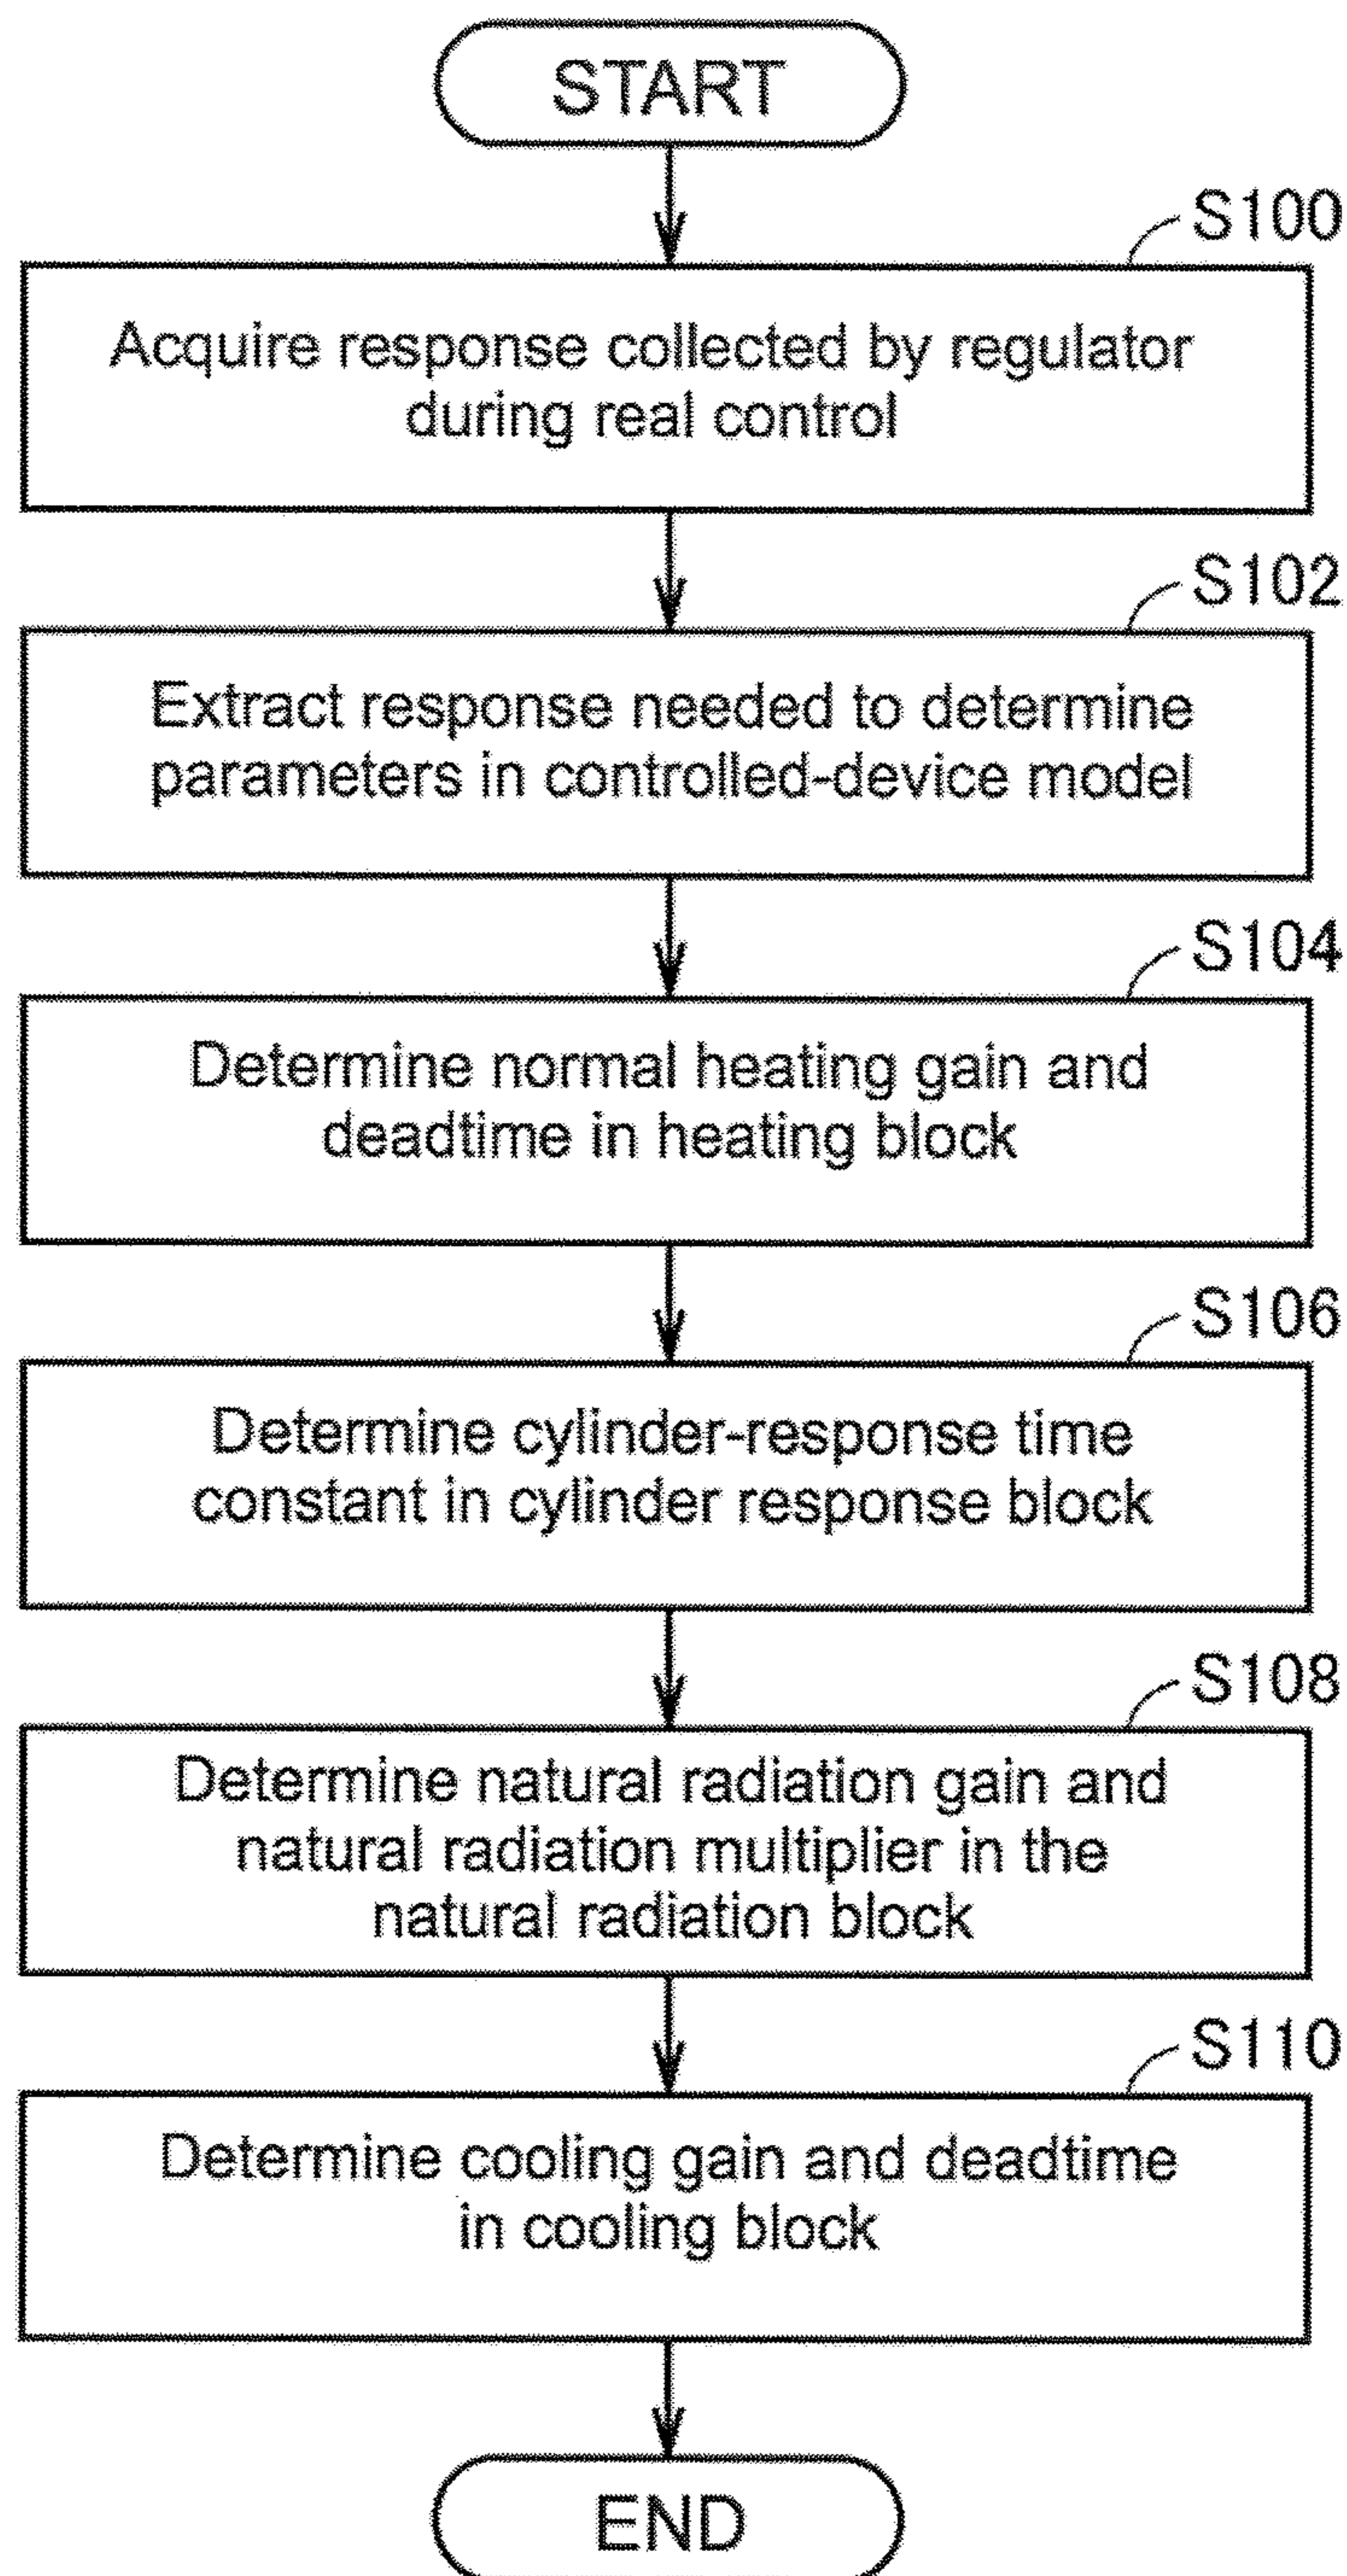 START
S100
Acquire response collected by regulator
during real control
S102
Extract response needed to determine
parameters in controlled-device model
S104
Determine normal heating gain and
deadtime in heating block
S106
Determine cylinder-response time
constant in cylinder response block
S108
Determine natural radiation gain and
natural radiation multiplier in the
natural radiation block
S110
Determine cooling gain and deadtime
in cooling block
END